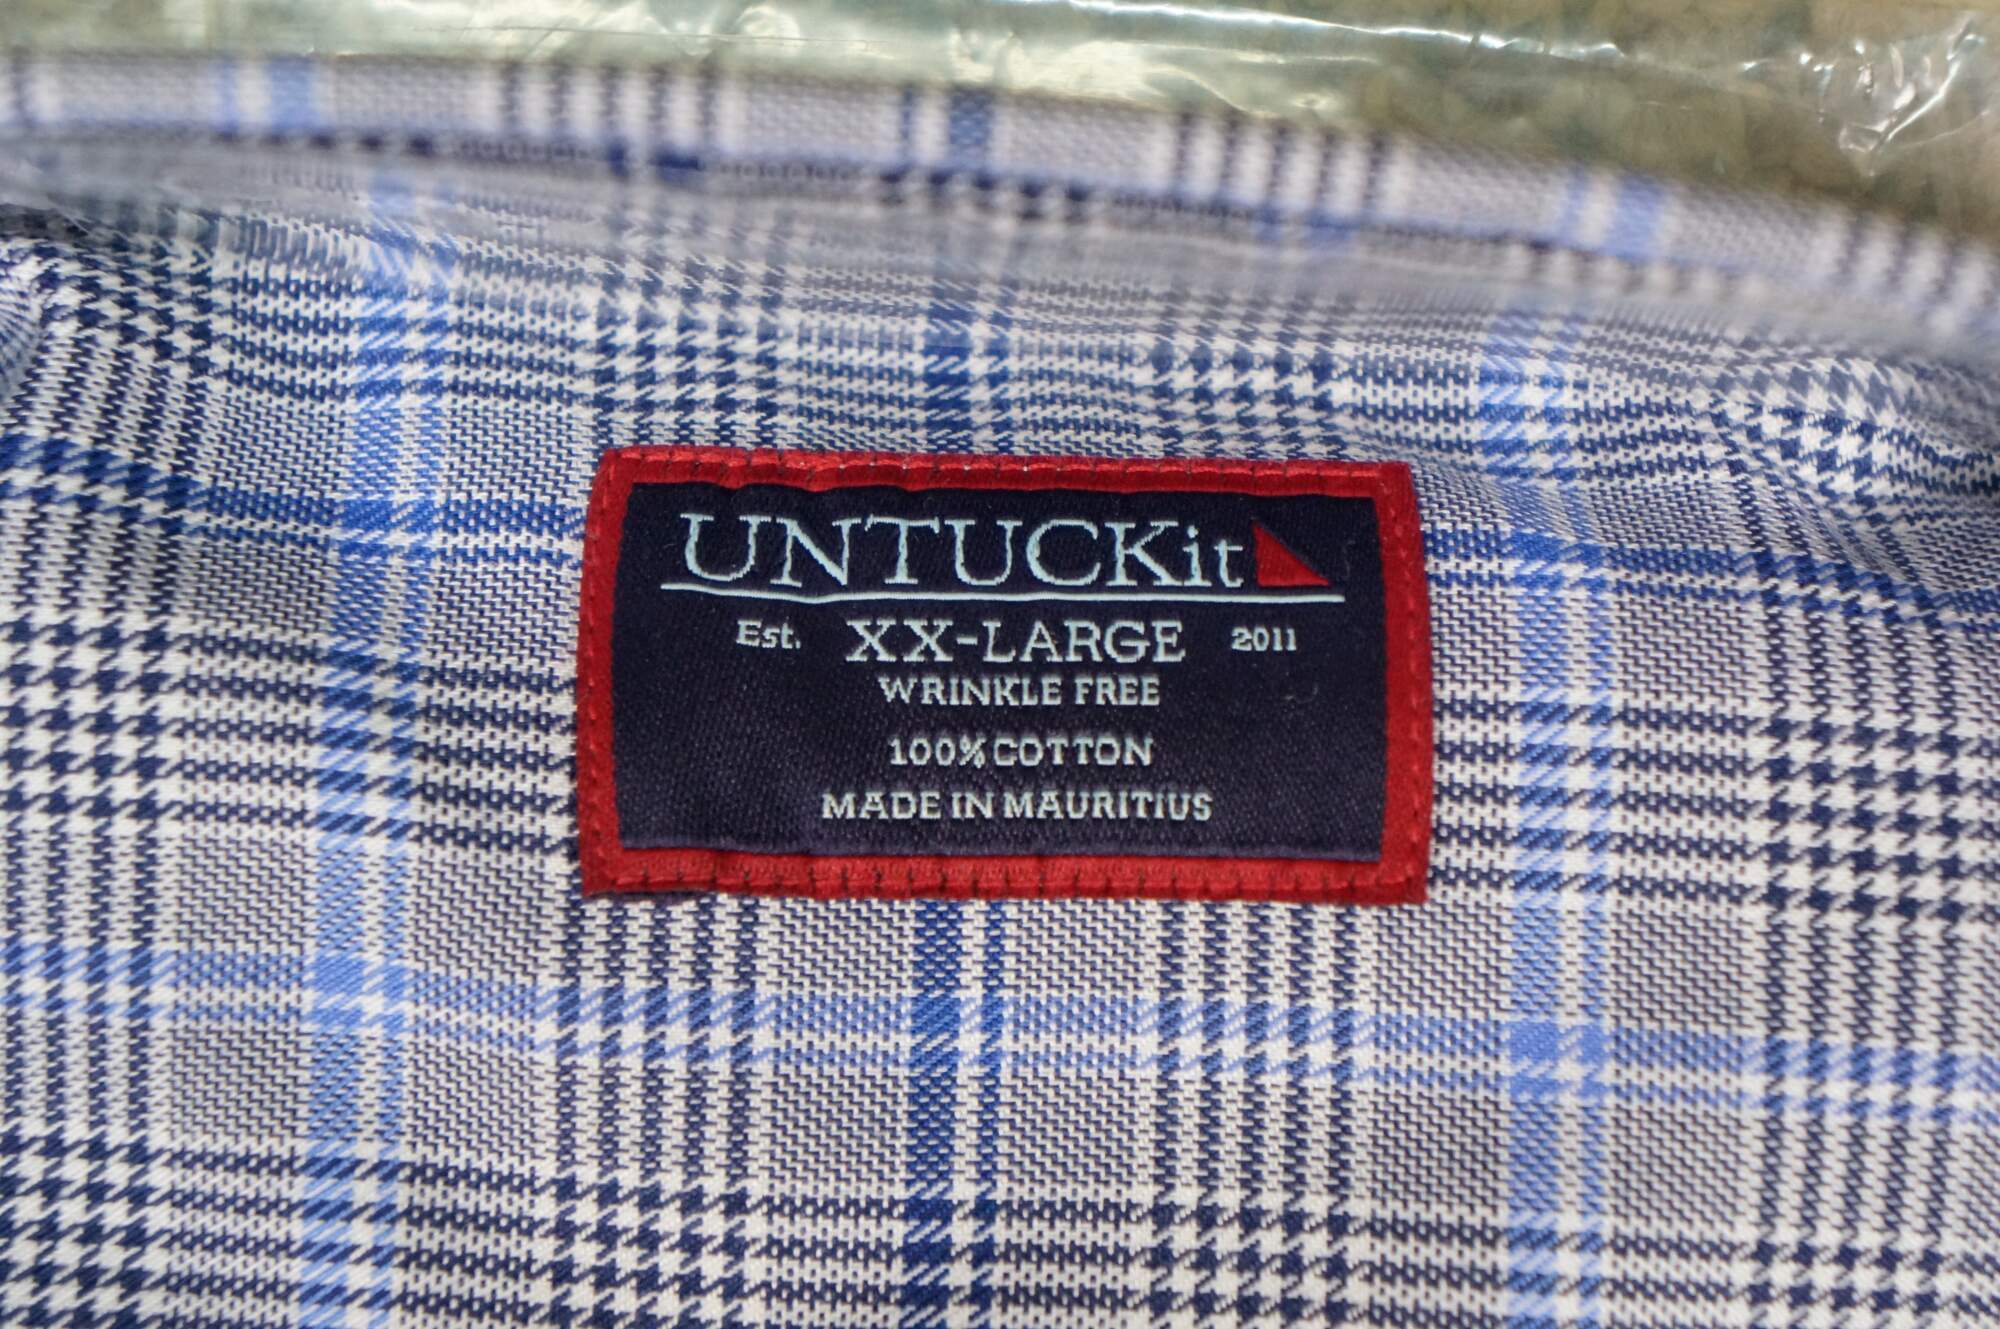 UNTUCKit
Est. XX-LARGE 2011
WRINKLE FREE
100% COTTON
MADE IN MAURITIUS